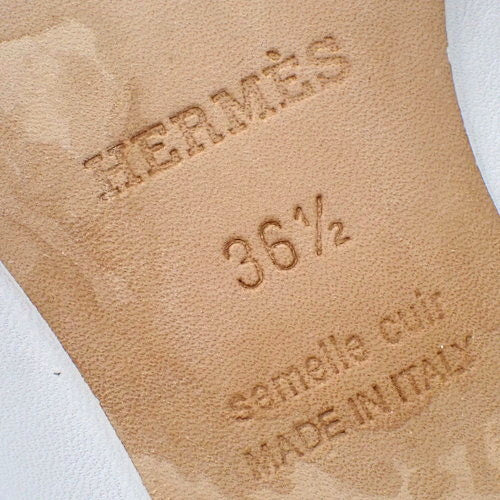 HERMÈS
36½
semelle cuir
MADE IN ITALY